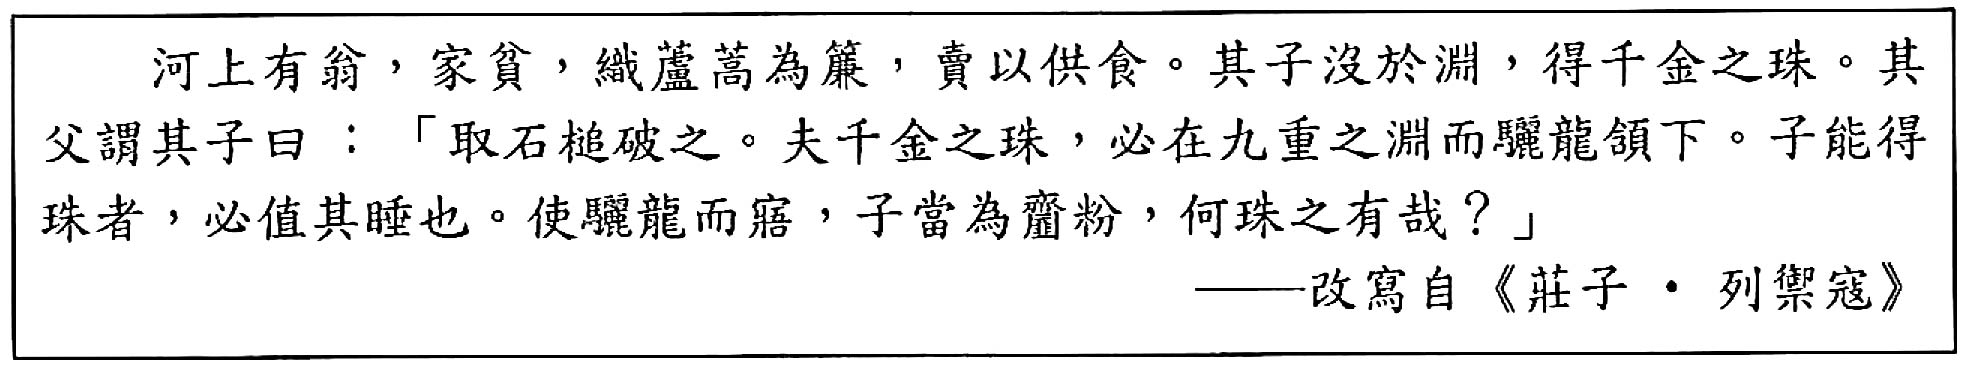 河上有翁，家貧，織蘆蒿為簾，賣以供食。其子沒於淵，得千金之珠。其
父謂其子曰：「取石槌破之。夫千金之珠，必在九重之淵而驪龍頷下。子能得
珠者，必值其睡也。使驪龍而寤，子當為齏粉，何珠之有哉？」
——改寫自《莊子‧列禦寇》